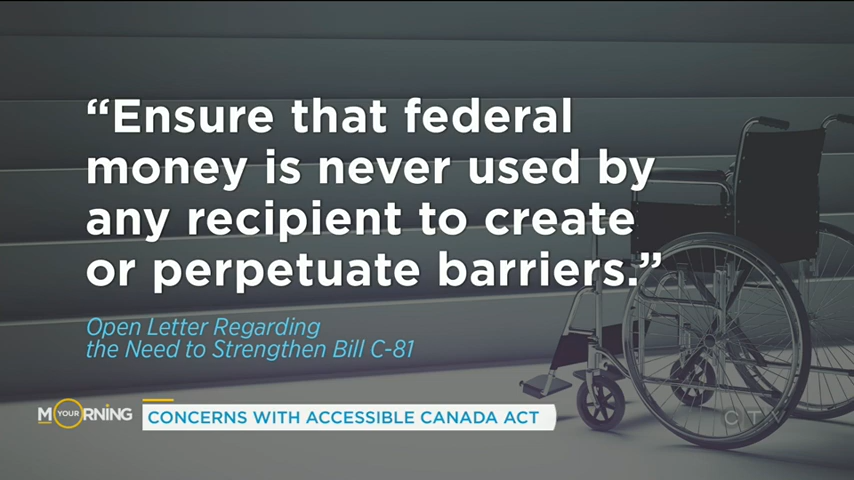 “Ensure that federal
money is never used by
any recipient to create
or perpetuate barriers.”
Open Letter Regarding
the Need to Strengthen Bill C-81
YOUR MORNING
CONCERNS WITH ACCESSIBLE CANADA ACT
CTV